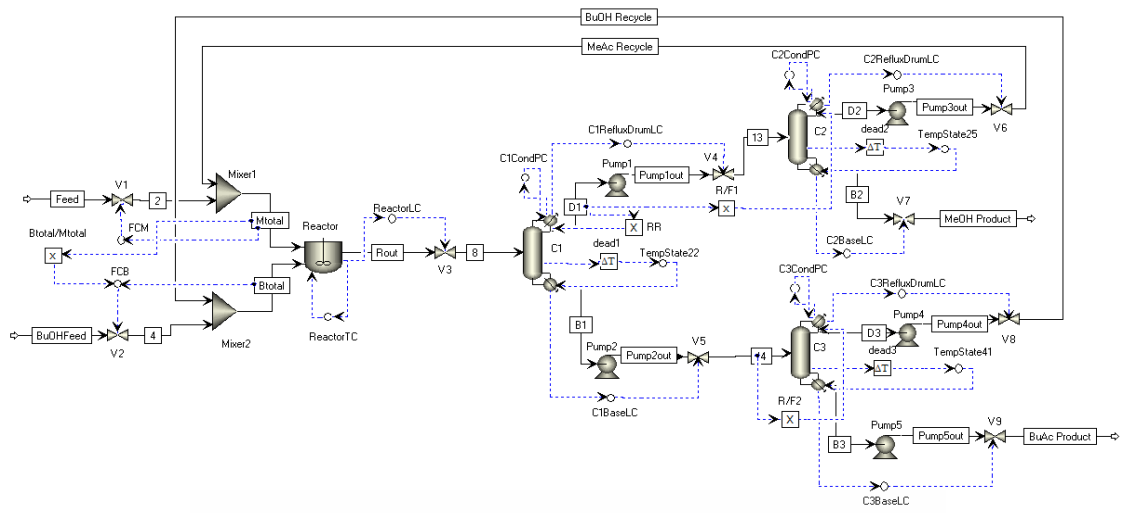 BuOH Recycle
MeAc Recycle
C2CondPC
C2RefluxDrumLC
Pump3
D2
Pump3out
V6
dead2
ΔT
TempState25
C2
13
C1RefluxDrumLC
V4
C1CondPC
Pump1
Pump1out
R/F1
X
D1
X
RR
B2
V7
MeOH Product
C2BaseLC
Feed
V1
2
Mixer1
FCM
Mtotal
Btotal/Mtotal
X
Reactor
ReactorLC
Rout
V3
8
C1
dead1
ΔT
TempState22
FCB
Btotal
BuOHFeed
V2
4
Mixer2
ReactorTC
B1
Pump2
Pump2out
V5
14
C1BaseLC
C3CondPC
C3RefluxDrumLC
Pump4
D3
Pump4out
V8
C3
dead3
ΔT
TempState41
R/F2
X
B3
Pump5
Pump5out
V9
BuAc Product
C3BaseLC